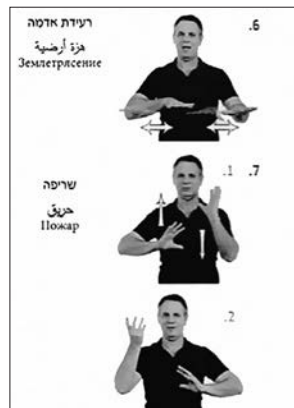 .6
רעידת אדמה
هزة أرضية
Землетрясение
.7
.1
שריפה
حريق
Пожар
.2